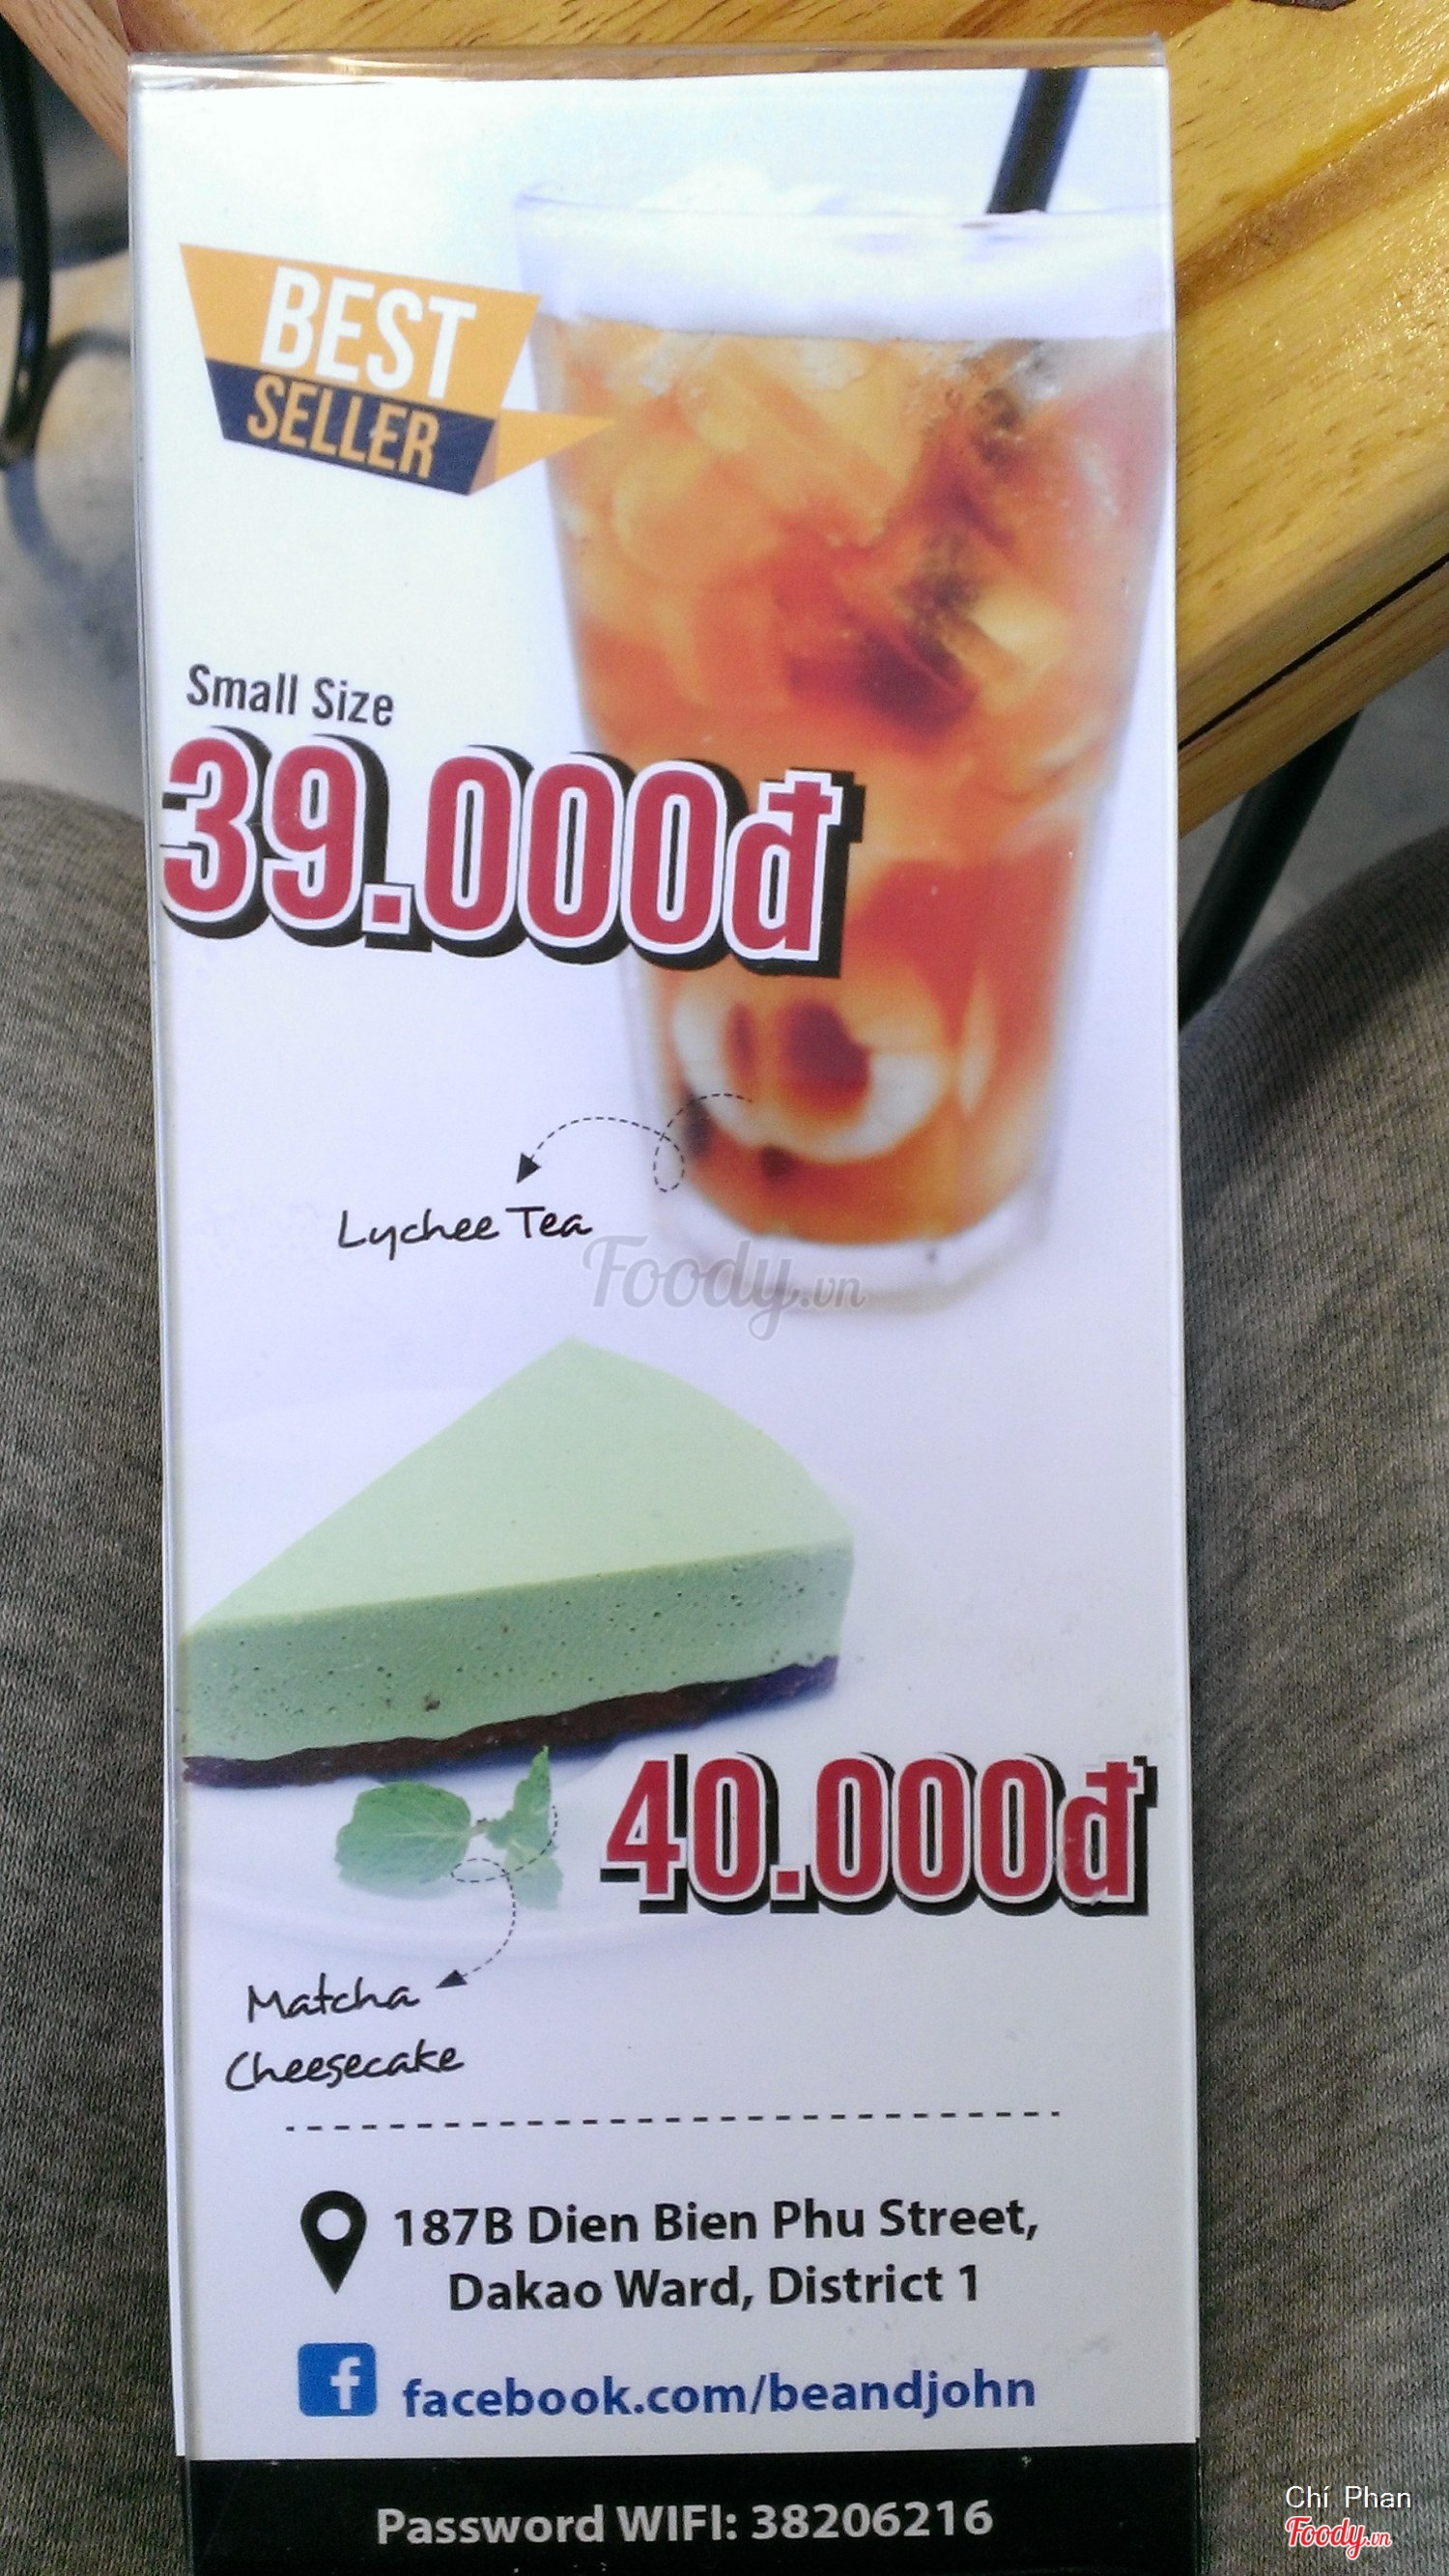 BEST
SELLER
Small Size
39.000đ
Lychee Tea
Foody.vn
40.000đ
Matcha
Cheesecake
187B Dien Bien Phu Street,
Dakao Ward, District 1
facebook.com/beandjohn
Password WIFI: 38206216
Chí Phan
Foody.vn